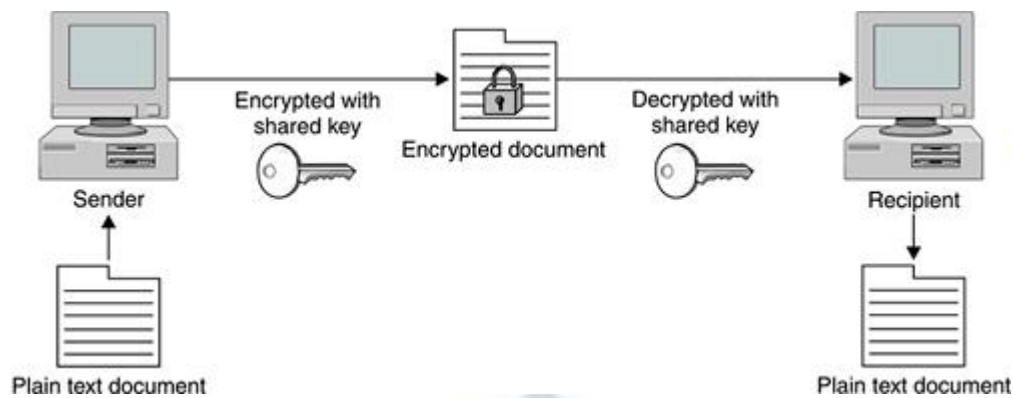 Encrypted with
shared key
Encrypted document
Decrypted with
shared key
Sender
Recipient
Plain text document
Plain text document